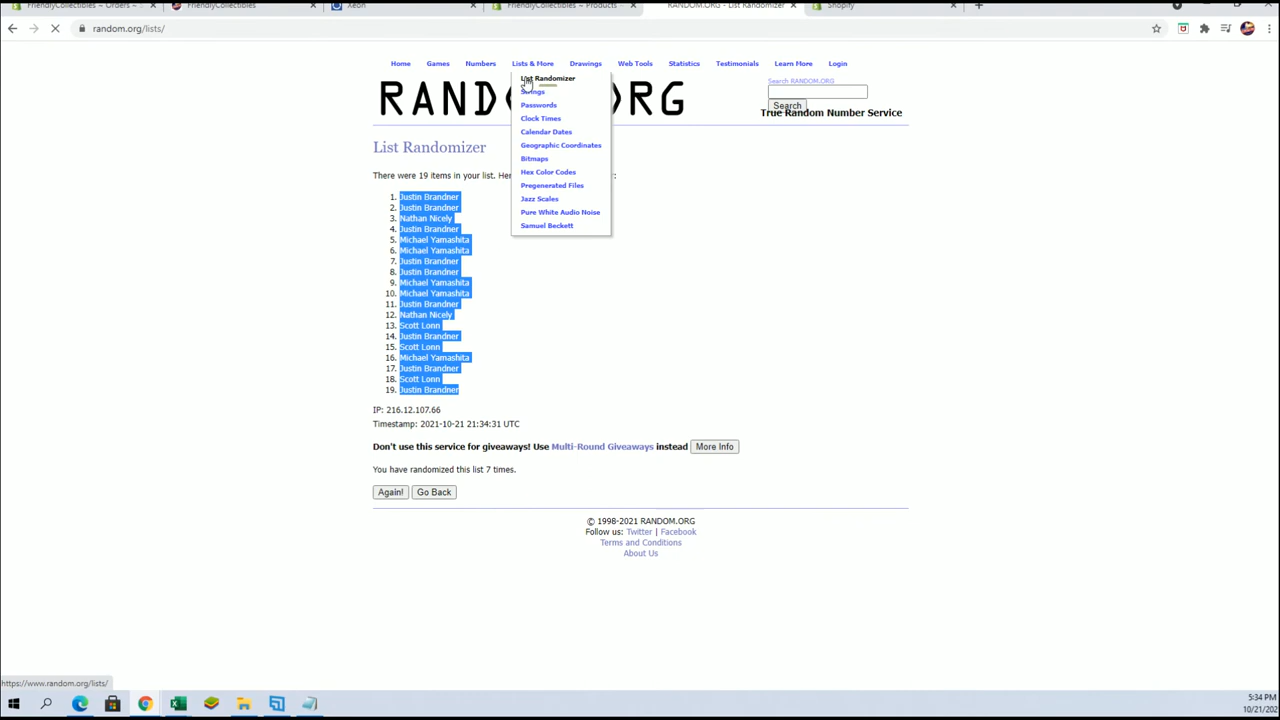 FriendlyCollectibles ~ Orders ~
FriendlyCollectibles
Xeon
FriendlyCollectibles ~ Products ~
RANDOM.ORG - List Randomizer
Shopify
random.org/lists/
Home Games Numbers Lists & More Drawings Web Tools Statistics Testimonials Learn More Login
List Randomizer
Strings
Passwords
Clock Times
Calendar Dates
Geographic Coordinates
Bitmaps
Hex Color Codes
Pregenerated Files
Jazz Scales
Pure White Audio Noise
Samuel Beckett
Search RANDOM.ORG
Search
True Random Number Service
List Randomizer
There were 19 items in your list.
1. Justin Brandner
2. Justin Brandner
3. Nathan Nicely
4. Justin Brandner
5. Michael Yamashita
6. Michael Yamashita
7. Justin Brandner
8. Justin Brandner
9. Michael Yamashita
10. Michael Yamashita
11. Justin Brandner
12. Nathan Nicely
13. Scott Lonn
14. Justin Brandner
15. Scott Lonn
16. Michael Yamashita
17. Justin Brandner
18. Scott Lonn
19. Justin Brandner
IP: 216.12.107.66
Timestamp: 2021-10-21 21:34:31 UTC
Don't use this service for giveaways! Use Multi-Round Giveaways instead More Info
You have randomized this list 7 times.
Again! Go Back
© 1998-2021 RANDOM.ORG
Follow us: Twitter | Facebook
Terms and Conditions
About Us
https://www.random.org/lists/
5:34 PM
10/21/202